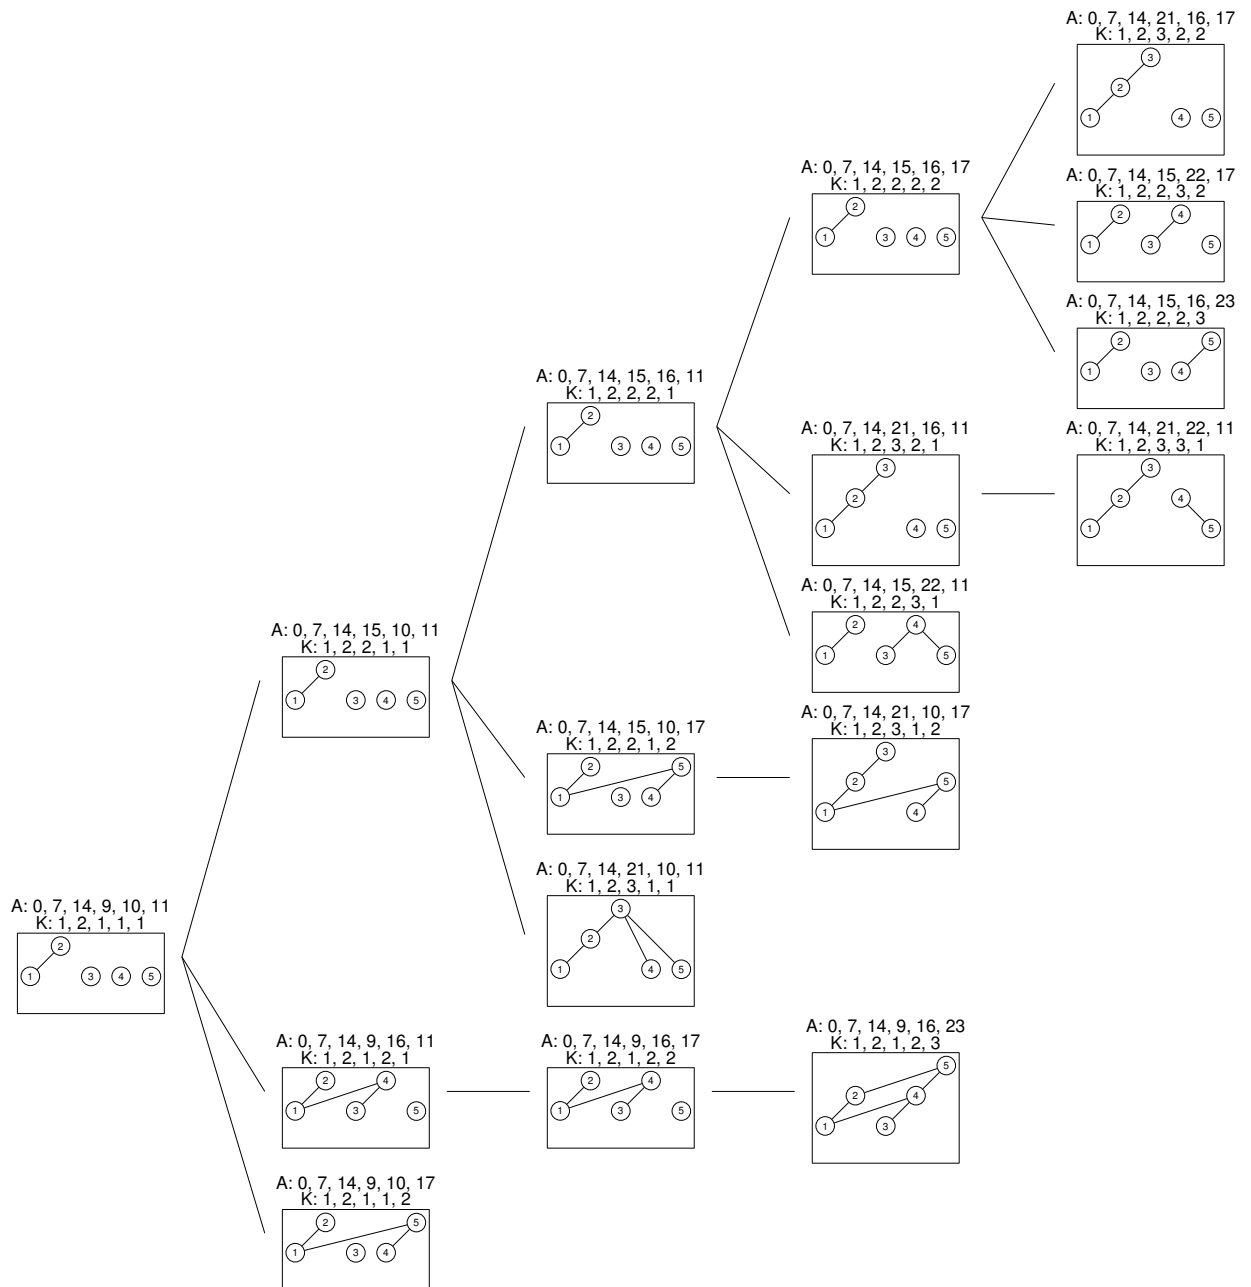 A: 0, 7, 14, 21, 16, 17
K: 1, 2, 3, 2, 2
3
2
1 4 5
A: 0, 7, 14, 15, 16, 17
K: 1, 2, 2, 2, 2
2
1 3 4 5
A: 0, 7, 14, 15, 22, 17
K: 1, 2, 2, 3, 2
2 4
1 3 5
A: 0, 7, 14, 15, 16, 23
K: 1, 2, 2, 2, 3
2 5
1 3 4
A: 0, 7, 14, 15, 16, 11
K: 1, 2, 2, 2, 1
2
1 3 4 5
A: 0, 7, 14, 21, 16, 11
K: 1, 2, 3, 2, 1
3
2
1 4 5
A: 0, 7, 14, 21, 22, 11
K: 1, 2, 3, 3, 1
3
2 4
1 5
A: 0, 7, 14, 15, 22, 11
K: 1, 2, 2, 3, 1
2 4
1 3 5
A: 0, 7, 14, 15, 10, 11
K: 1, 2, 2, 1, 1
2
1 3 4 5
A: 0, 7, 14, 15, 10, 17
K: 1, 2, 2, 1, 2
2 5
1 3 4
A: 0, 7, 14, 21, 10, 17
K: 1, 2, 3, 1, 2
3
2 5
1 4
A: 0, 7, 14, 21, 10, 11
K: 1, 2, 3, 1, 1
3
2
1 4 5
A: 0, 7, 14, 9, 10, 11
K: 1, 2, 1, 1, 1
2
1 3 4 5
A: 0, 7, 14, 9, 16, 11
K: 1, 2, 1, 2, 1
2 4
1 3 5
A: 0, 7, 14, 9, 16, 17
K: 1, 2, 1, 2, 2
2 4
1 3 5
A: 0, 7, 14, 9, 16, 23
K: 1, 2, 1, 2, 3
5
2 4
1 3
A: 0, 7, 14, 9, 10, 17
K: 1, 2, 1, 1, 2
2 5
1 3 4